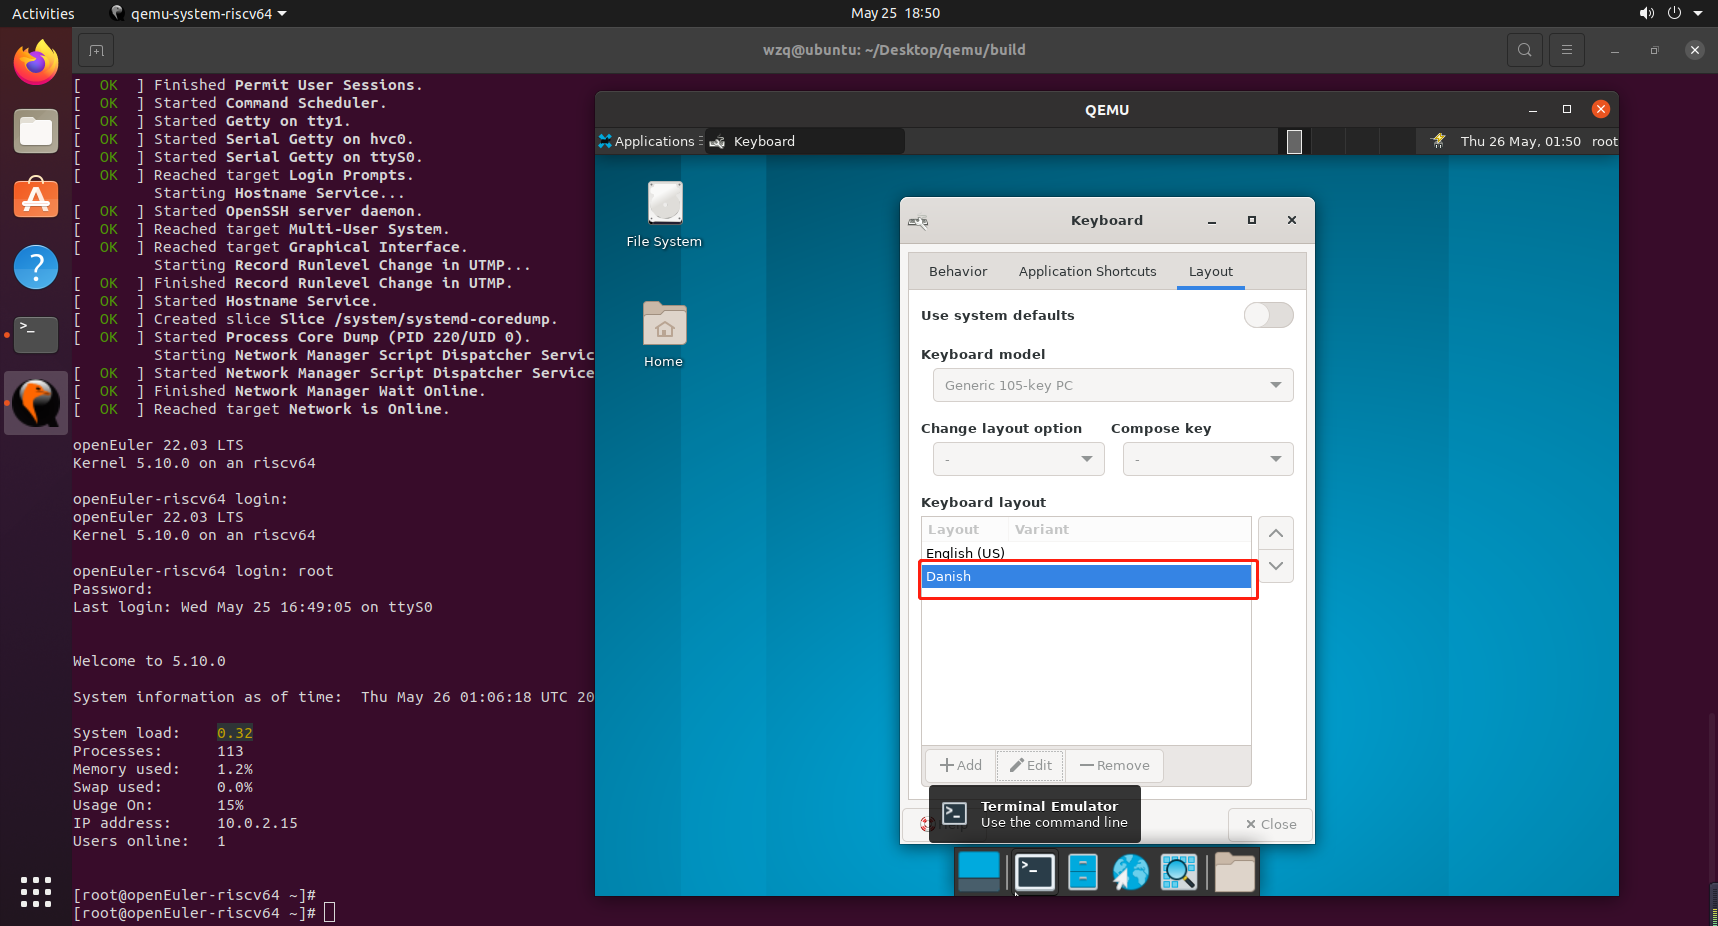 Activities
qemu-system-riscv64
May 25  18:50
wzq@ubuntu: ~/Desktop/qemu/build
[  OK  ] Finished Permit User Sessions.
[  OK  ] Started Command Scheduler.
[  OK  ] Started Getty on tty1.
[  OK  ] Started Serial Getty on hvc0.
[  OK  ] Started Serial Getty on ttyS0.
[  OK  ] Reached target Login Prompts.
Starting Hostname Service...
[  OK  ] Started OpenSSH server daemon.
[  OK  ] Reached target Multi-User System.
[  OK  ] Reached target Graphical Interface.
Starting Record Runlevel Change in UTMP...
[  OK  ] Finished Record Runlevel Change in UTMP.
[  OK  ] Started Hostname Service.
[  OK  ] Created slice Slice /system/systemd-coredump.
[  OK  ] Started Process Core Dump (PID 220/UID 0).
Starting Network Manager Script Dispatcher Servic
[  OK  ] Started Network Manager Script Dispatcher Service
[  OK  ] Finished Network Manager Wait Online.
[  OK  ] Reached target Network is Online.
openEuler 22.03 LTS
Kernel 5.10.0 on an riscv64
openEuler-riscv64 login:
openEuler 22.03 LTS
Kernel 5.10.0 on an riscv64
openEuler-riscv64 login: root
Password:
Last login: Wed May 25 16:49:05 on ttyS0
Welcome to 5.10.0
System information as of time:  Thu May 26 01:06:18 UTC 20
System load:    0.32
Processes:      113
Memory used:    1.2%
Swap used:      0.0%
Usage On:       15%
IP address:     10.0.2.15
Users online:   1
[root@openEuler-riscv64 ~]#
[root@openEuler-riscv64 ~]#
QEMU
Applications
Keyboard
Thu 26 May, 01:50
root
File System
Home
Keyboard
Behavior
Application Shortcuts
Layout
Use system defaults
Keyboard model
Generic 105-key PC
Change layout option
Compose key
-
-
Keyboard layout
Layout
Variant
English (US)
Danish
Add
Edit
Remove
Terminal Emulator
Use the command line
Close